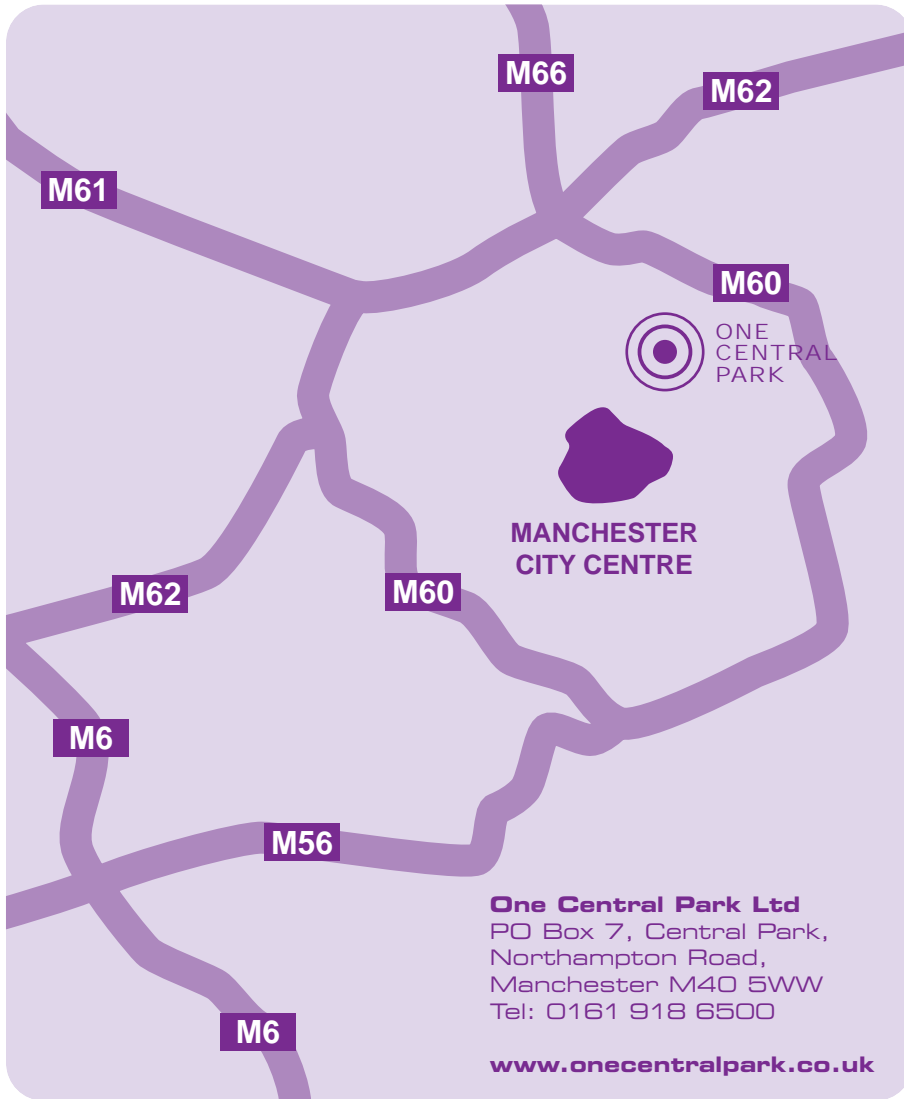 M66
M62
M61
M60
ONE
CENTRAL
PARK
MANCHESTER
CITY CENTRE
M62
M60
M6
M56
One Central Park Ltd
PO Box 7, Central Park,
Northampton Road,
Manchester M40 5WW
Tel: 0161 918 6500
M6
www.onecentralpark.co.uk